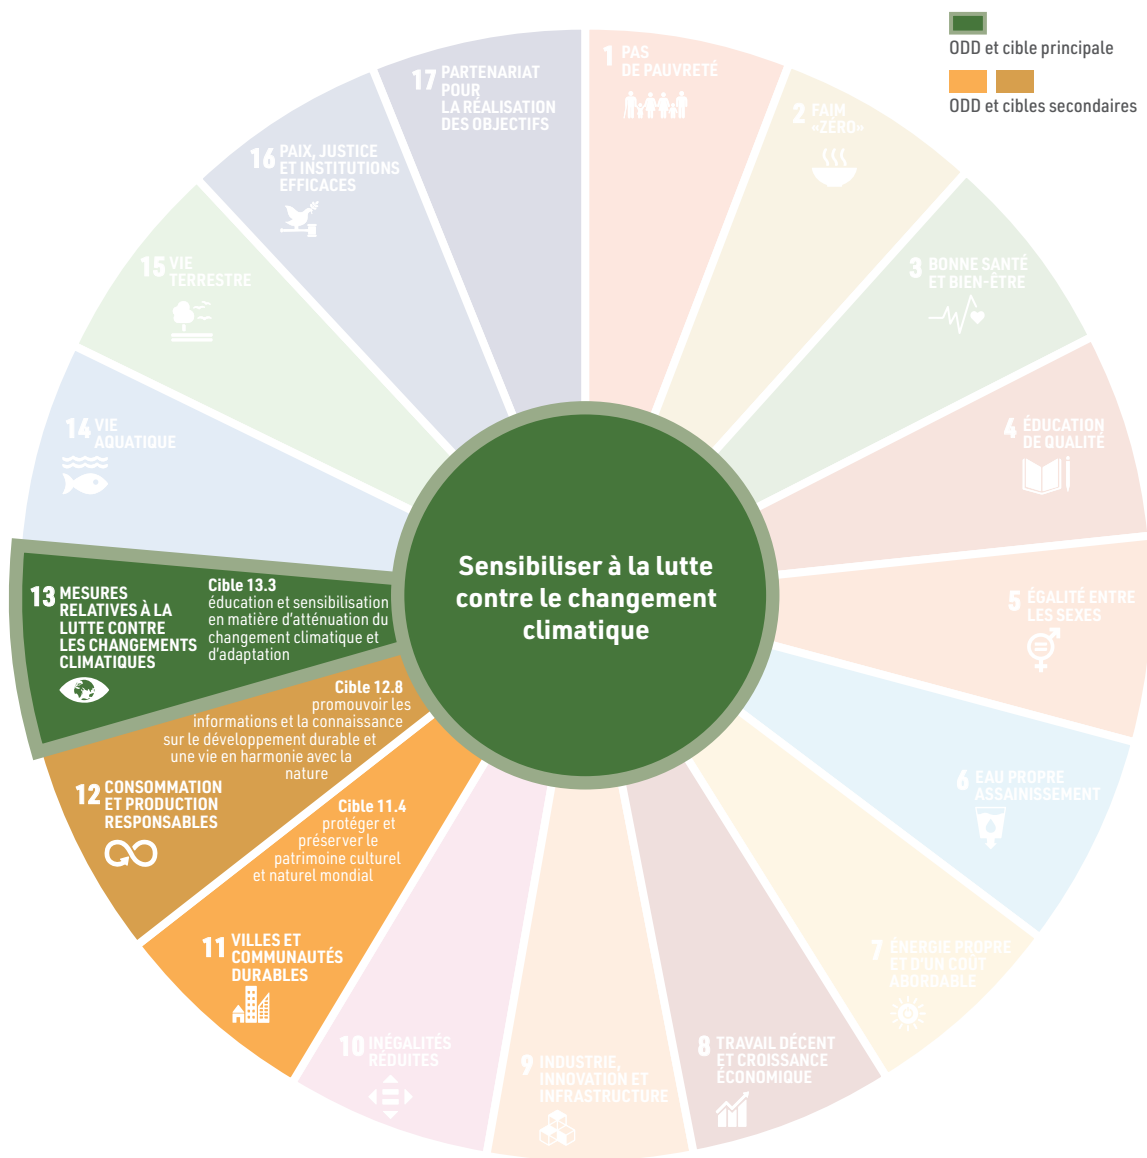 ODD et cible principale
ODD et cibles secondaires
1 PAS
DE PAUVRETÉ
2 FAIM
«ZÉRO»
3 BONNE SANTÉ
ET BIEN-ÊTRE
4 ÉDUCATION
DE QUALITÉ
5 ÉGALITÉ ENTRE
LES SEXES
6 EAU PROPRE
ASSAINISSEMENT
7 ÉNERGIE PROPRE
ET D'UN COÛT
ABORDABLE
8 TRAVAIL DÉCENT
ET CROISSANCE
ÉCONOMIQUE
9 INDUSTRIE,
INNOVATION ET
INFRASTRUCTURE
10 INÉGALITÉS
RÉDUITES
11 VILLES ET
COMMUNAUTÉS
DURABLES
Cible 11.4
protéger et
préserver le
patrimoine culturel
et naturel mondial
12 CONSOMMATION
ET PRODUCTION
RESPONSABLES
Cible 12.8
promouvoir les
informations et la connaissance
sur le développement durable et
une vie en harmonie avec la
nature
13 MESURES
RELATIVES À LA
LUTTE CONTRE
LES CHANGEMENTS
CLIMATIQUES
Cible 13.3
éducation et sensibilisation
en matière d'atténuation du
changement climatique et
d'adaptation
14 VIE
AQUATIQUE
15 VIE
TERRESTRE
16 PAIX, JUSTICE
ET INSTITUTIONS
EFFICACES
17 PARTENARIAT
POUR
LA RÉALISATION
DES OBJECTIFS
Sensibiliser à la lutte
contre le changement
climatique